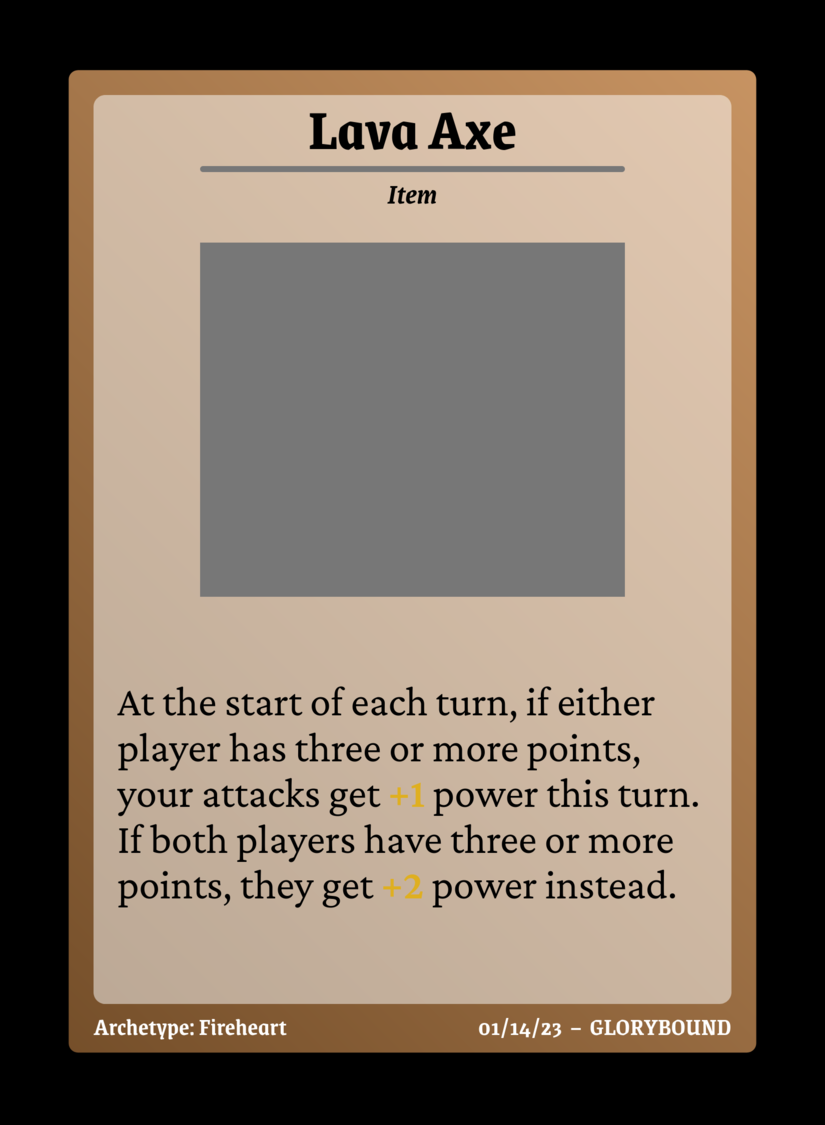 Lava Axe
Item
At the start of each turn, if either
player has three or more points,
your attacks get +1 power this turn.
If both players have three or more
points, they get +2 power instead.
Archetype: Fireheart
01/14/23 – GLORYBOUND